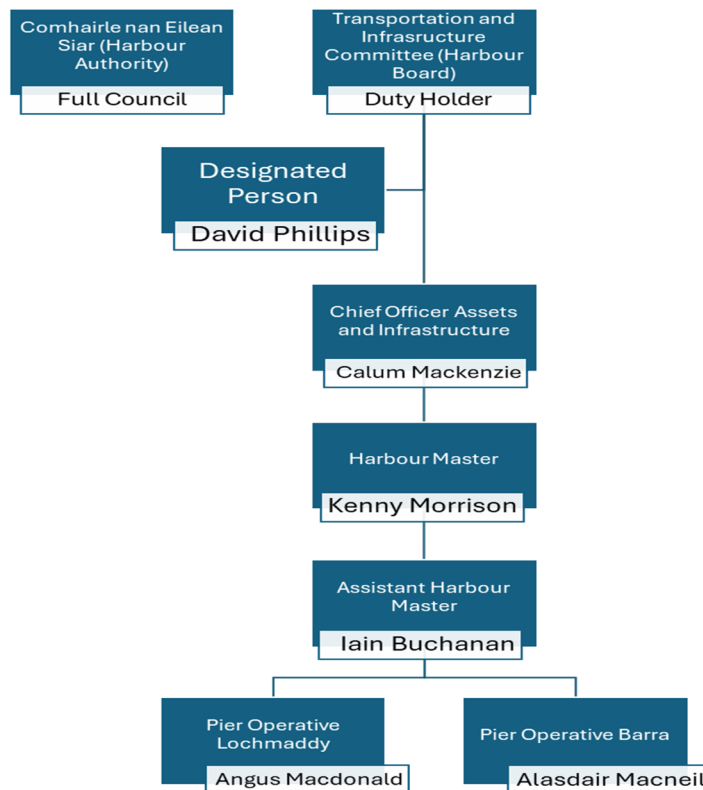 Comhairle nan Eilean
Siar (Harbour
Authority)
Full Council
Transportation and
Infrasructure
Committee (Harbour
Board)
Duty Holder
Designated
Person
David Phillips
Chief Officer Assets
and Infrastructure
Calum Mackenzie
Harbour Master
Kenny Morrison
Assistant Harbour
Master
Iain Buchanan
Pier Operative
Lochmaddy
Angus Macdonald
Pier Operative Barra
Alasdair Macneil